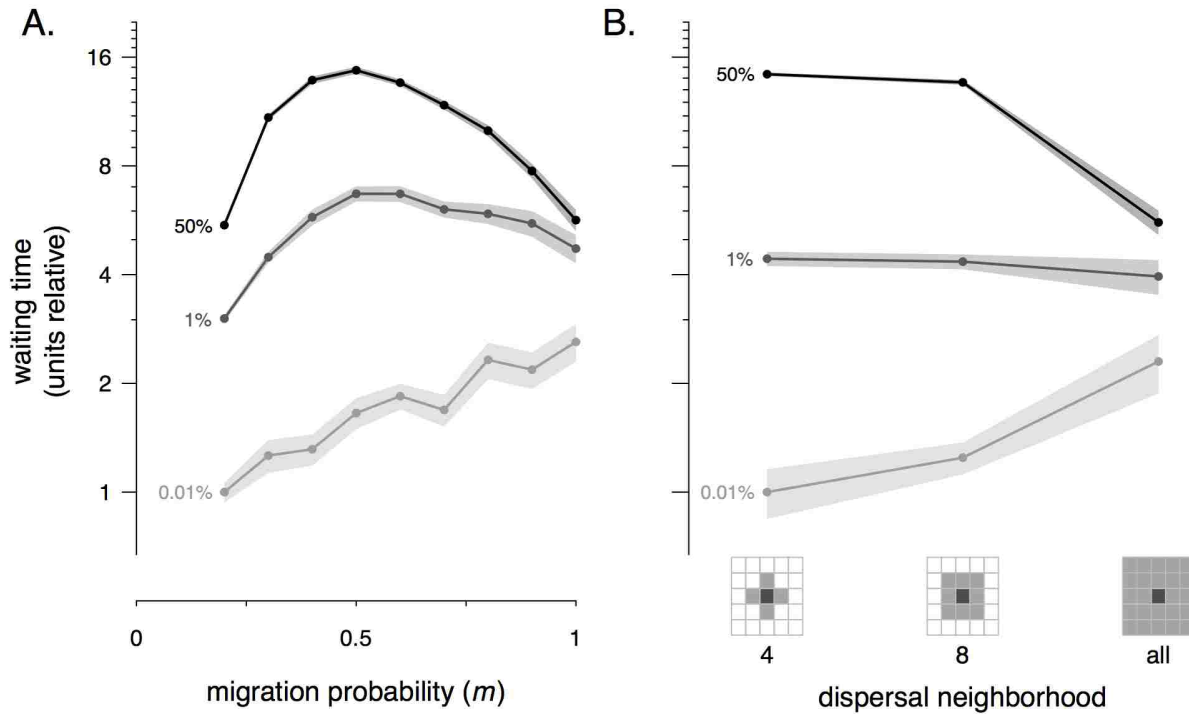 A.
B.
16
8
4
2
1
waiting time
(units relative)
50%
1%
0.01%
50%
1%
0.01%
0
0.5
1
migration probability (m)
4
8
all
dispersal neighborhood